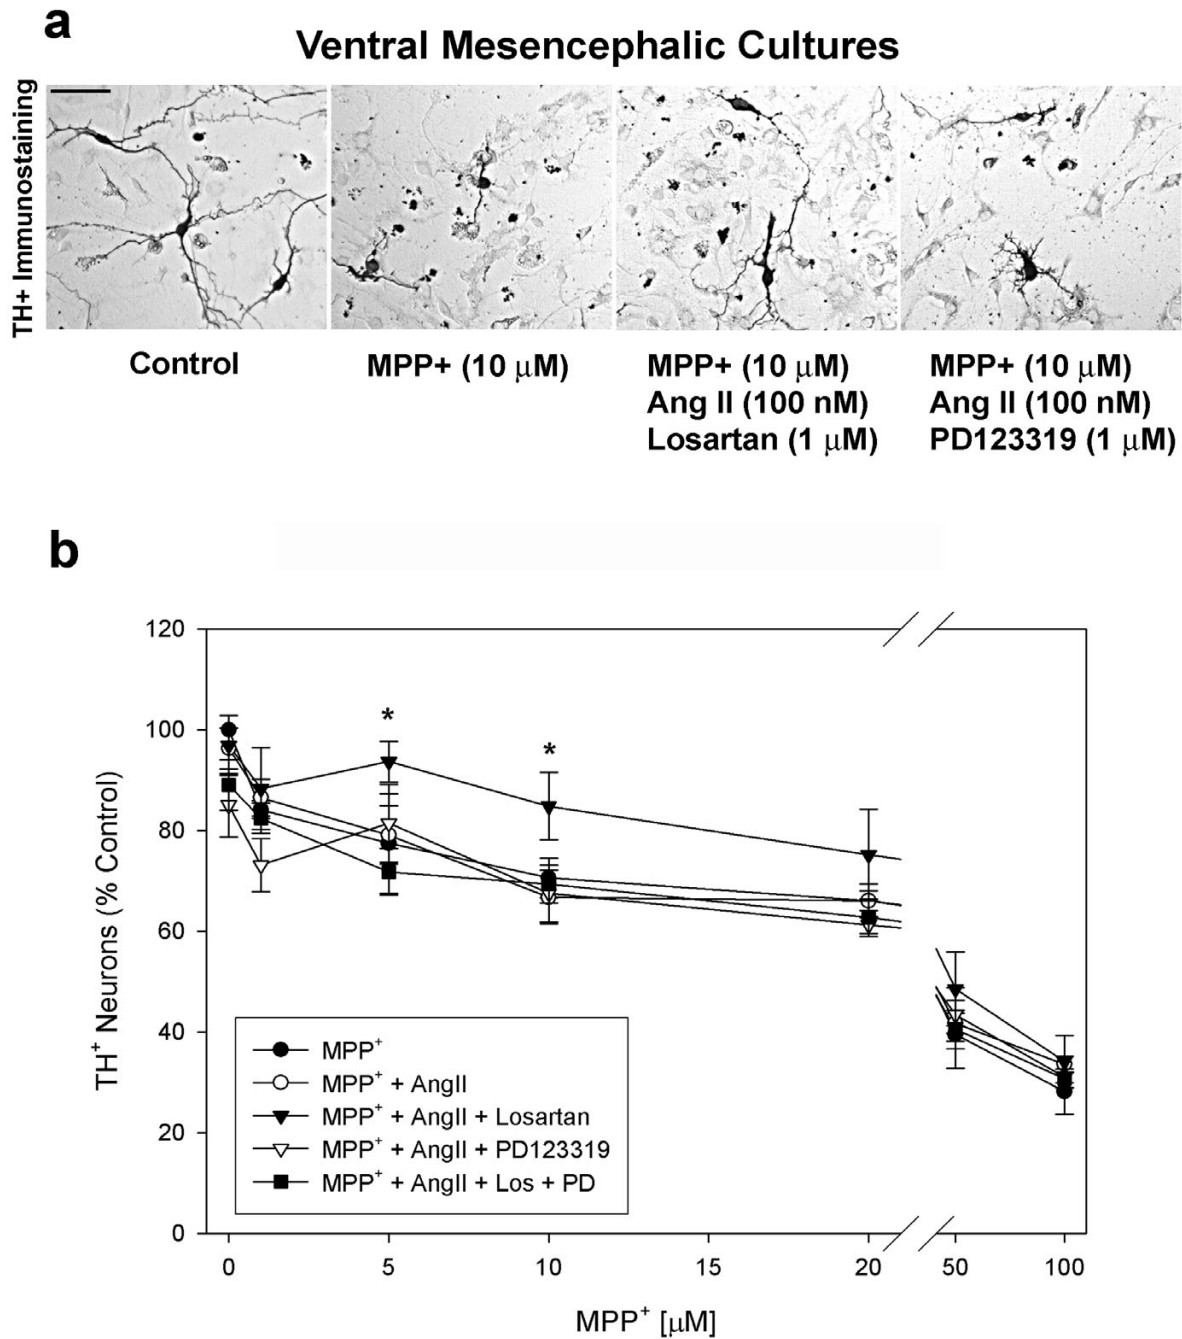 a
Ventral Mesencephalic Cultures
TH+ Immunostaining
Control
MPP+ (10 μM)
MPP+ (10 μM)
Ang II (100 nM)
Losartan (1 μM)
MPP+ (10 μM)
Ang II (100 nM)
PD123319 (1 μM)
b
120
100
80
60
40
20
0
TH⁺ Neurons (% Control)
*
*
MPP⁺
MPP⁺ + AngII
MPP⁺ + AngII + Losartan
MPP⁺ + AngII + PD123319
MPP⁺ + AngII + Los + PD
0 5 10 15 20 50 100
MPP⁺ [μM]